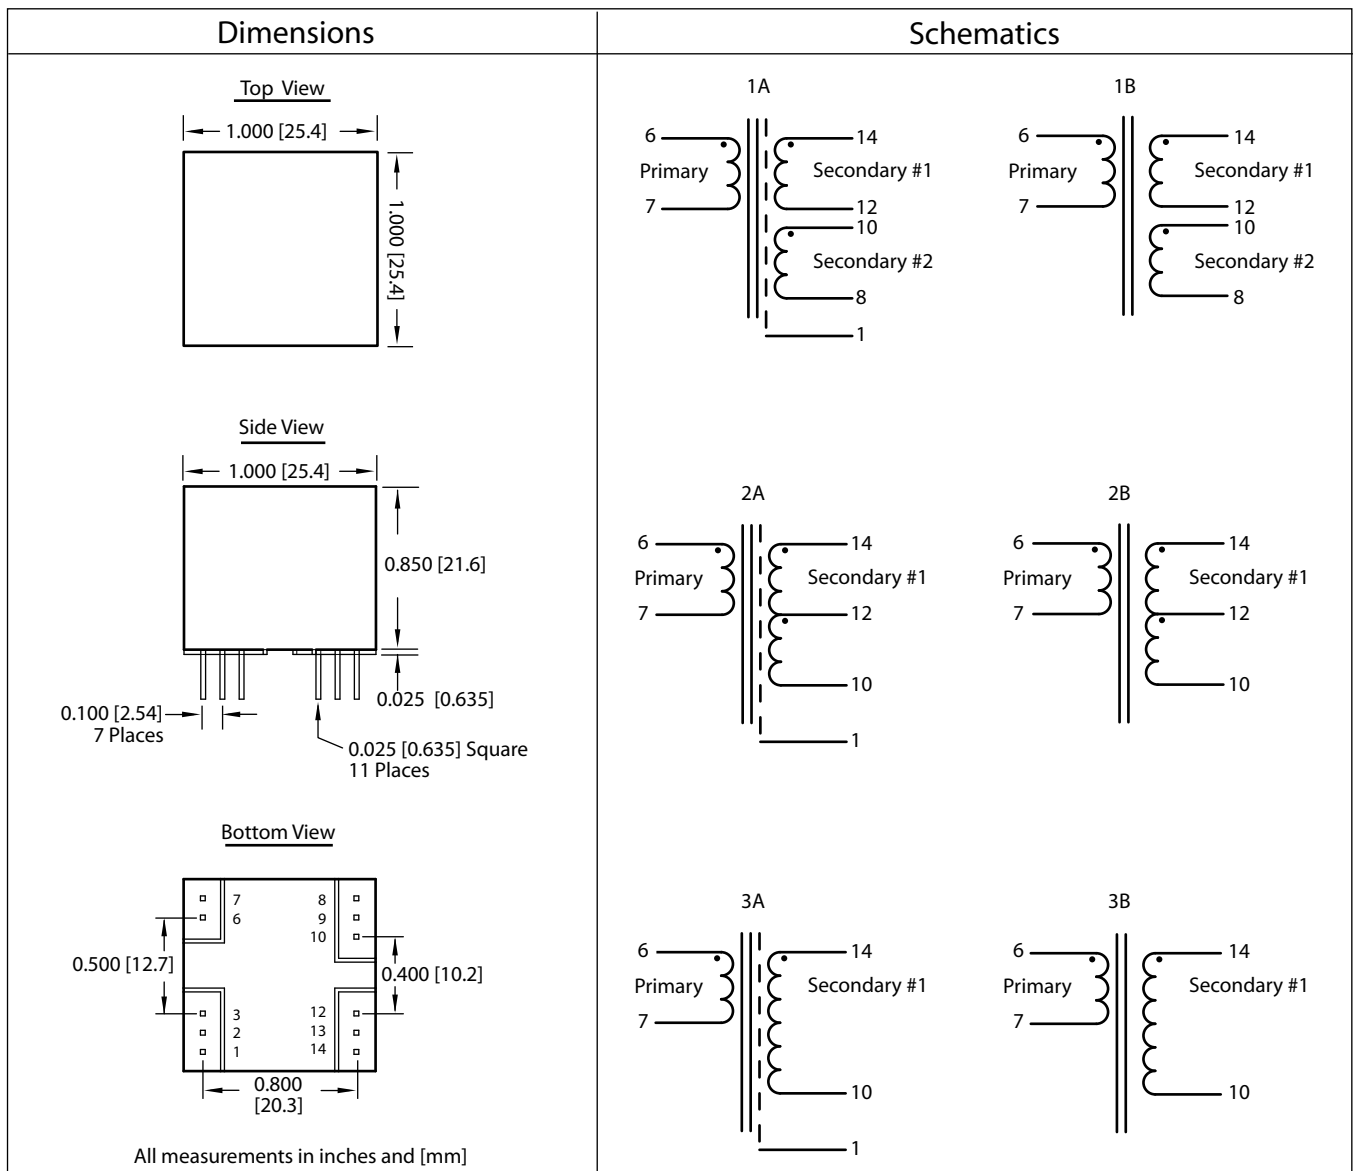 Dimensions
Schematics
Top View
1.000 [25.4]
1.000 [25.4]
Side View
1.000 [25.4]
0.850 [21.6]
0.025 [0.635]
0.100 [2.54]
7 Places
0.025 [0.635] Square
11 Places
Bottom View
7
6
8
9
10
0.500 [12.7]
0.400 [10.2]
3
2
1
12
13
14
0.800
[20.3]
All measurements in inches and [mm]
1A
6
14
Primary
Secondary #1
7
12
10
Secondary #2
8
1
1B
6
14
Primary
Secondary #1
7
12
10
Secondary #2
8
2A
6
14
Primary
Secondary #1
7
12
10
1
2B
6
14
Primary
Secondary #1
7
12
10
3A
6
14
Primary
Secondary #1
7
10
1
3B
6
14
Primary
Secondary #1
7
10